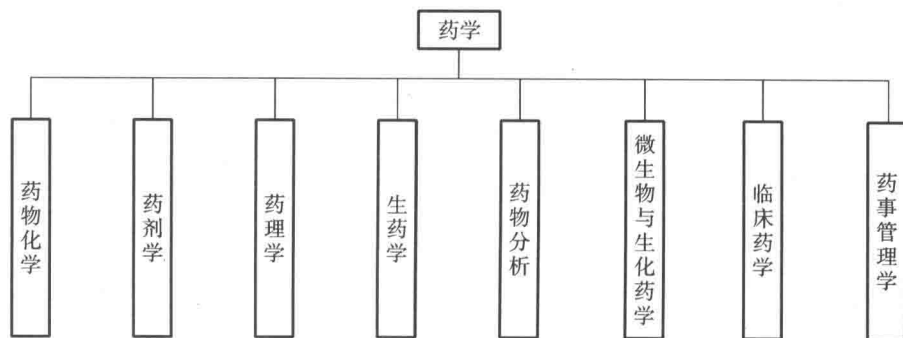 药学
药物化学
药剂学
药理学
生药学
药物分析
微生物与生化药学
临床药学
药事管理学